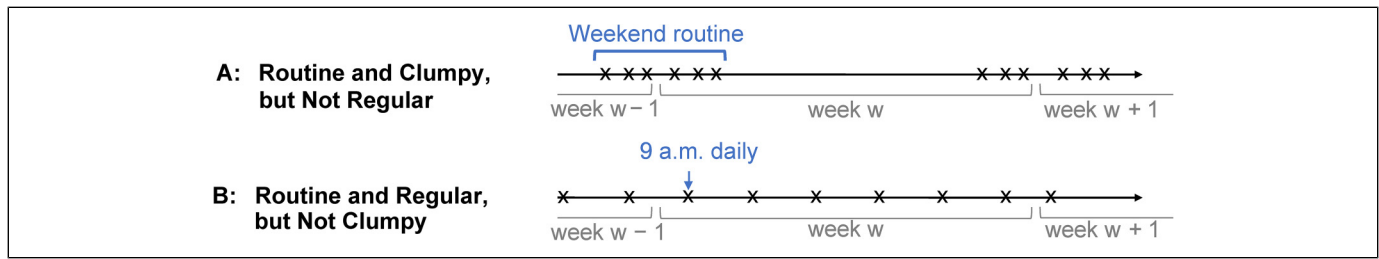 Weekend routine
A: Routine and Clumpy,
but Not Regular
week w – 1
week w
week w + 1
9 a.m. daily
B: Routine and Regular,
but Not Clumpy
week w – 1
week w
week w + 1